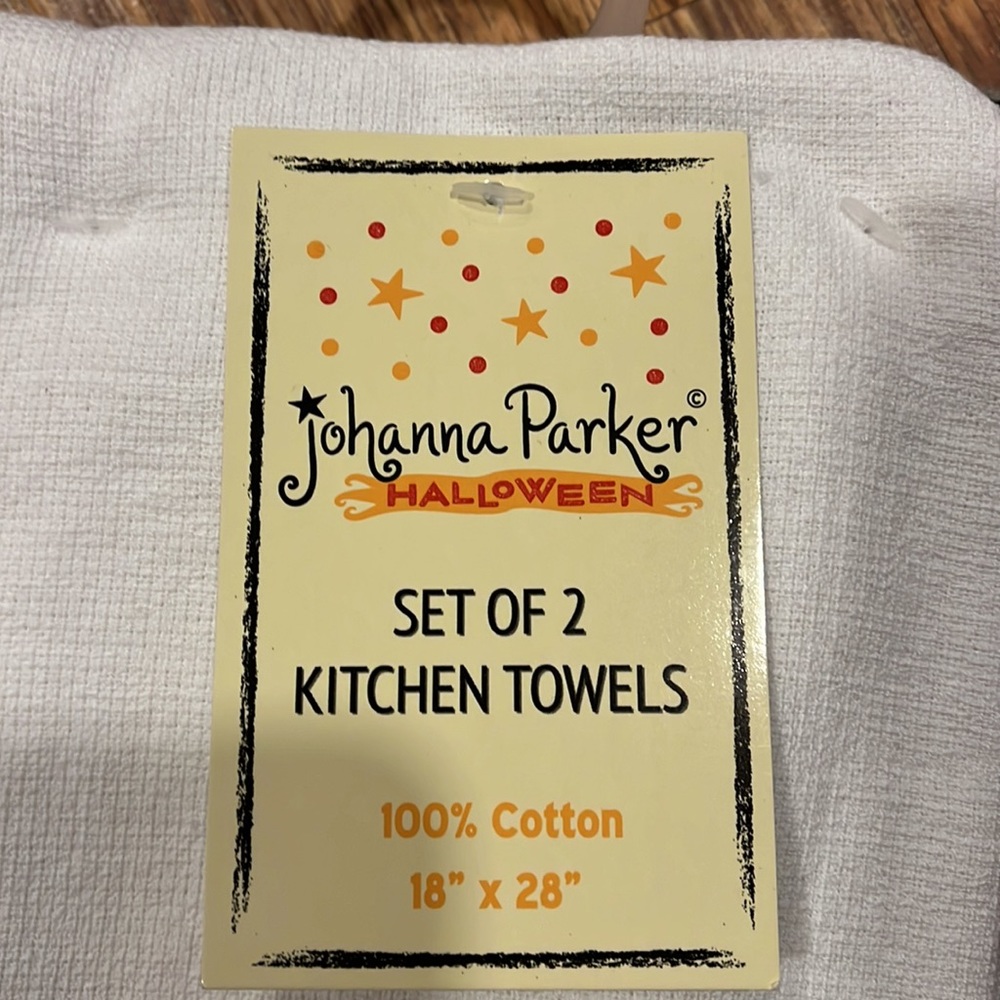 johanna Parker©
HALLOWEEN
SET OF 2
KITCHEN TOWELS
100% Cotton
18” x 28”